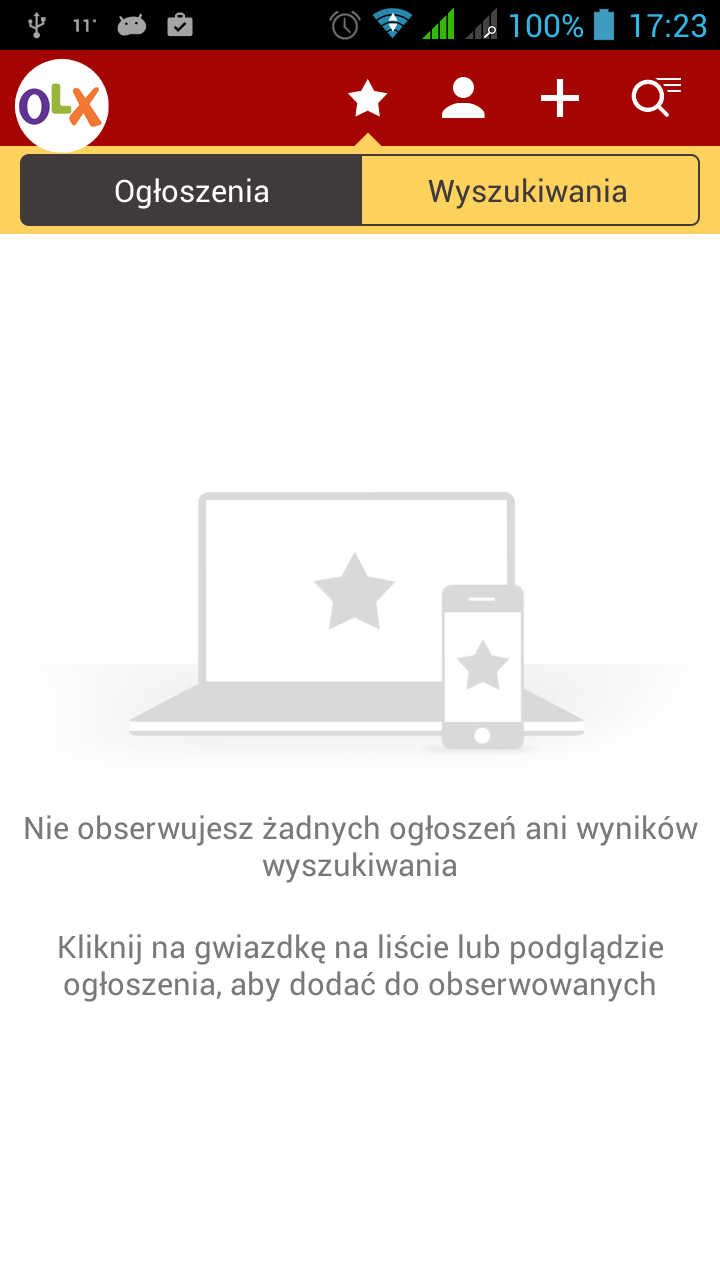 11° 100% 17:23
OLX
Ogłoszenia Wyszukiwania
Nie obserwujesz żadnych ogłoszeń ani wyników
wyszukiwania
Kliknij na gwiazdkę na liście lub podglądzie
ogłoszenia, aby dodać do obserwowanych